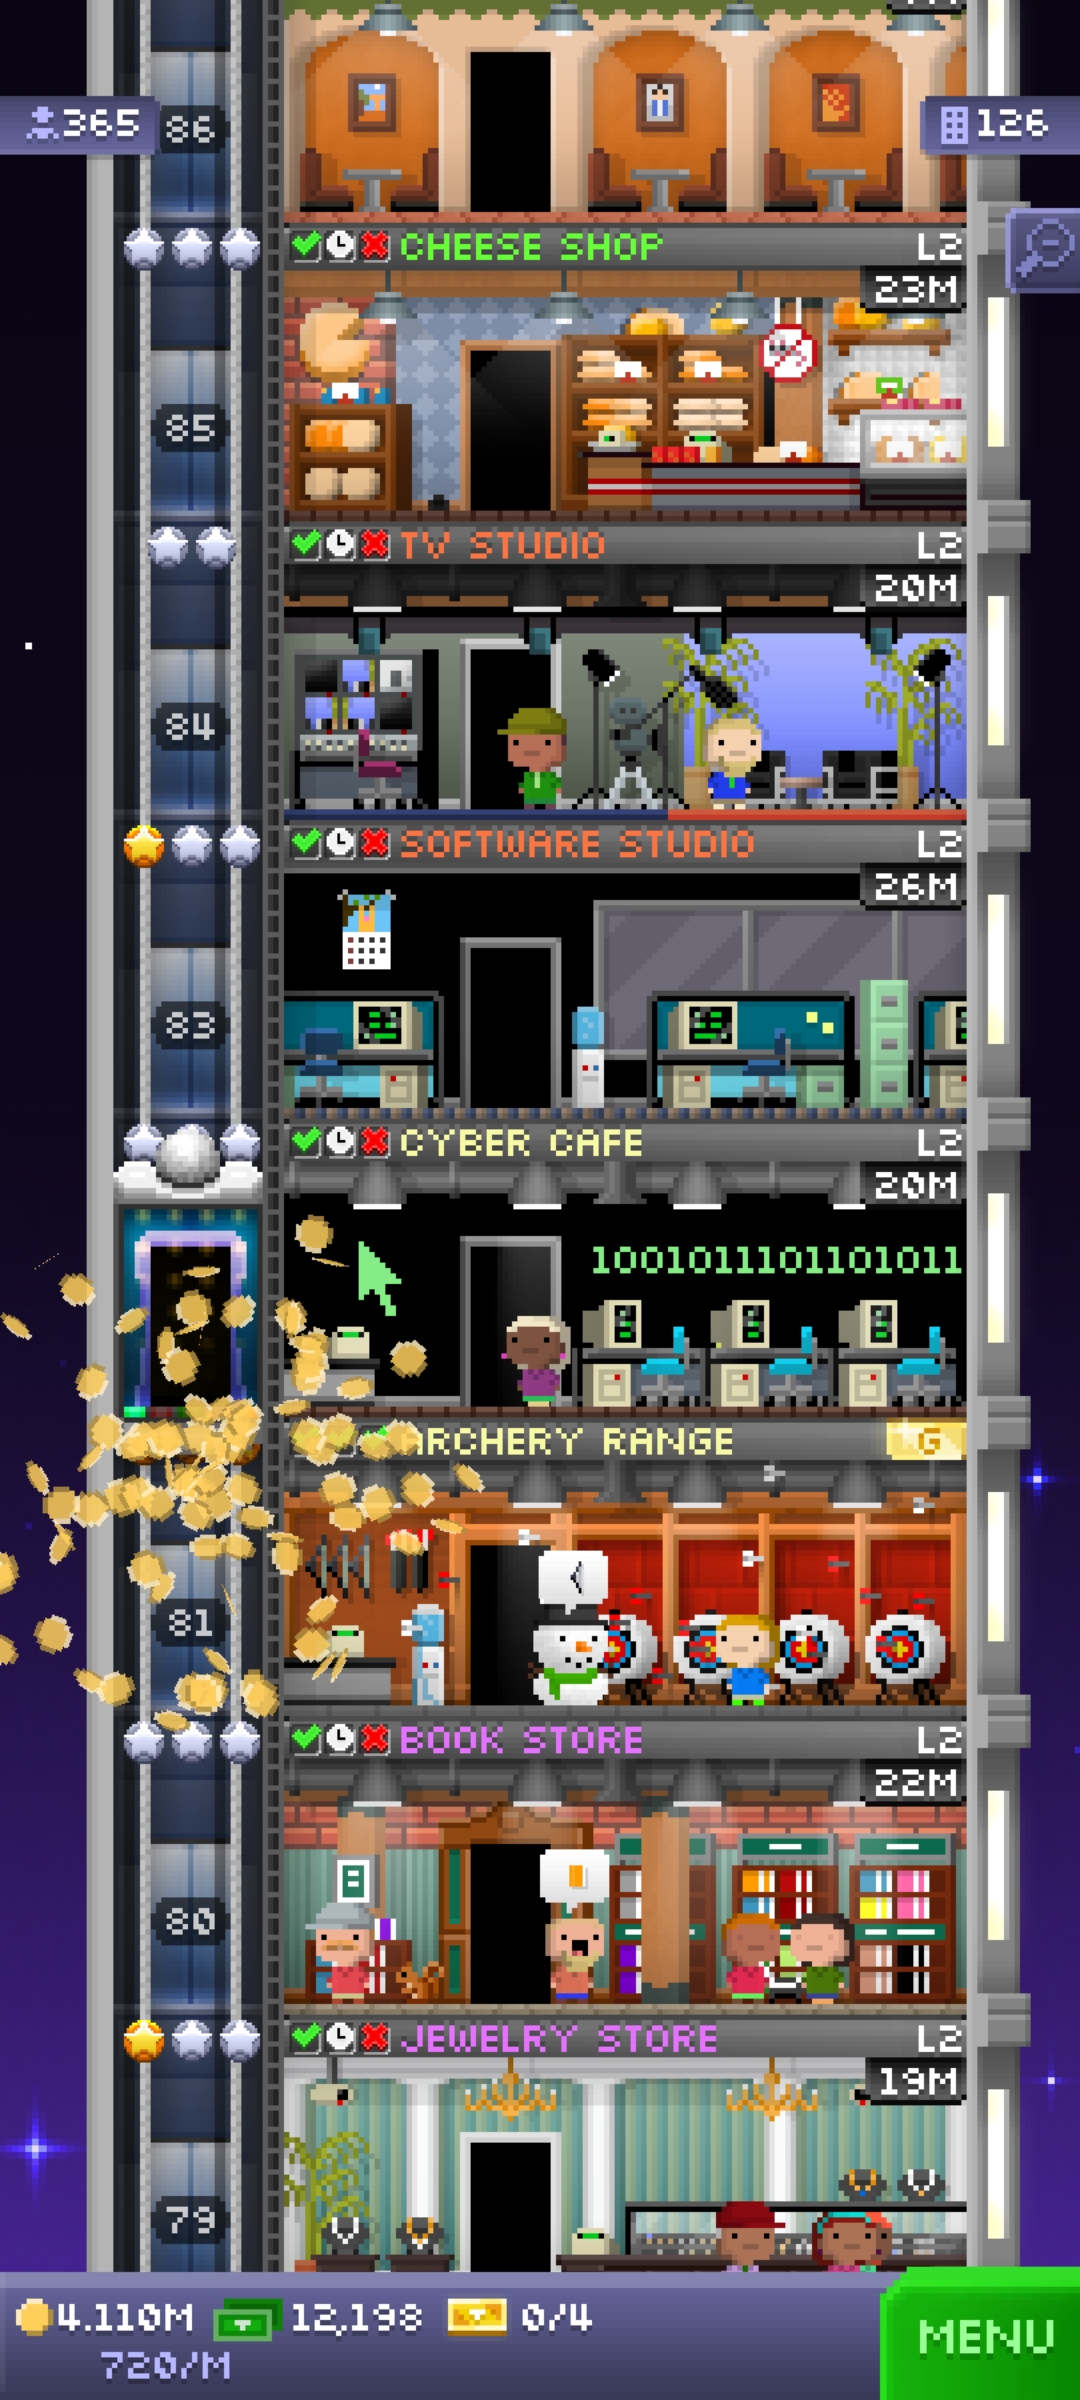 365
86
126
CHEESE SHOP L2
23M
85
TV STUDIO L2
20M
84
SOFTWARE STUDIO L2
26M
83
CYBER CAFE L2
20M
1001011101101011
ARCHERY RANGE G
81
BOOK STORE L2
22M
80
JEWELRY STORE L2
19M
79
4.110M 12,198 0/4
720/M
MENU